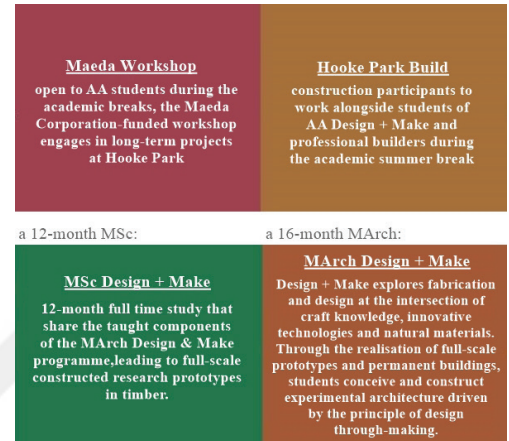 Maeda Workshop
open to AA students during the
academic breaks, the Maeda
Corporation-funded workshop
engages in long-term projects
at Hooke Park
Hooke Park Build
construction participants to
work alongside students of
AA Design + Make and
professional builders during
the academic summer break
a 12-month MSc:
MSc Design + Make
12-month full time study that
share the taught components
of the MArch Design & Make
programme,leading to full-scale
constructed research prototypes
in timber.
a 16-month MArch:
MArch Design + Make
Design + Make explores fabrication
and design at the intersection of
craft knowledge, innovative
technologies and natural materials.
Through the realisation of full-scale
prototypes and permanent buildings,
students conceive and construct
experimental architecture driven
by the principle of design
through-making.